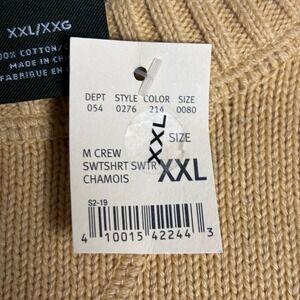 XXL/XXG
100% COTTON/
MADE IN CH
FABRIQUE EN
DEPT STYLE COLOR SIZE
054 0276 214 0080
XXL
SIZE
M CREW
SWTSHRT SWTR
CHAMOIS
XXL
S2-19
4 10015 42244 3